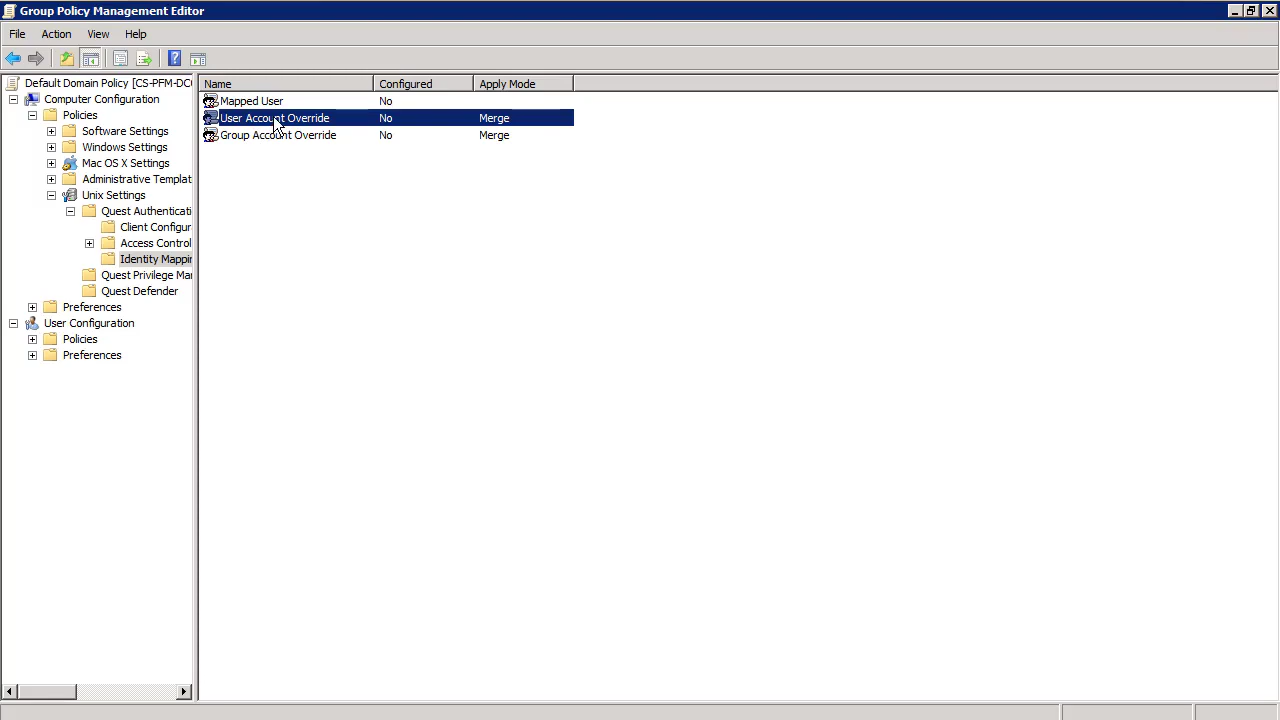 Group Policy Management Editor
File Action View Help
Default Domain Policy [CS-PFM-DC
Computer Configuration
Policies
Software Settings
Windows Settings
Mac OS X Settings
Administrative Templat
Unix Settings
Quest Authenticati
Client Configur
Access Control
Identity Mappi
Quest Privilege Ma
Quest Defender
Preferences
User Configuration
Policies
Preferences
Name Configured Apply Mode
Mapped User No
User Account Override No Merge
Group Account Override No Merge